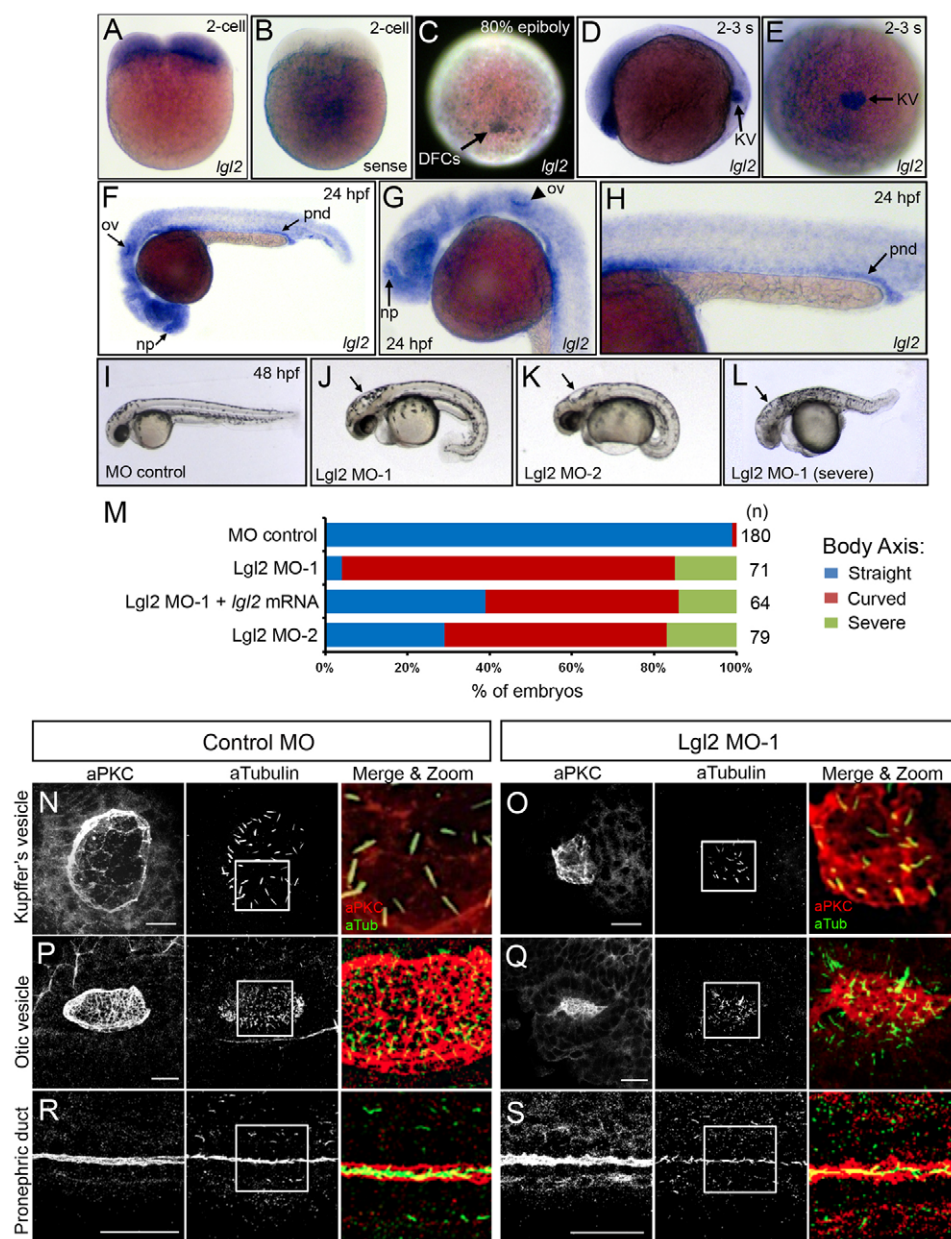 A
2-cell
lgl2
B
2-cell
sense
C
80% epiboly
DFCs
lgl2
D
2-3 s
KV
lgl2
E
2-3 s
KV
lgl2
F
24 hpf
ov
pnd
np
lgl2
G
ov
np
24 hpf
lgl2
H
24 hpf
pnd
lgl2
I
48 hpf
MO control
J
Lgl2 MO-1
K
Lgl2 MO-2
L
Lgl2 MO-1 (severe)
M
(n)
MO control
180
Lgl2 MO-1
71
Lgl2 MO-1 + lgl2 mRNA
64
Lgl2 MO-2
79
0% 20% 40% 60% 80% 100%
% of embryos
Body Axis:
Straight
Curved
Severe
Control MO
Lgl2 MO-1
aPKC aTubulin Merge & Zoom
aPKC aTubulin Merge & Zoom
Kupffer's vesicle
N
aPKC
aTub
O
aPKC
aTub
Otic vesicle
P
Q
Pronephric duct
R
S